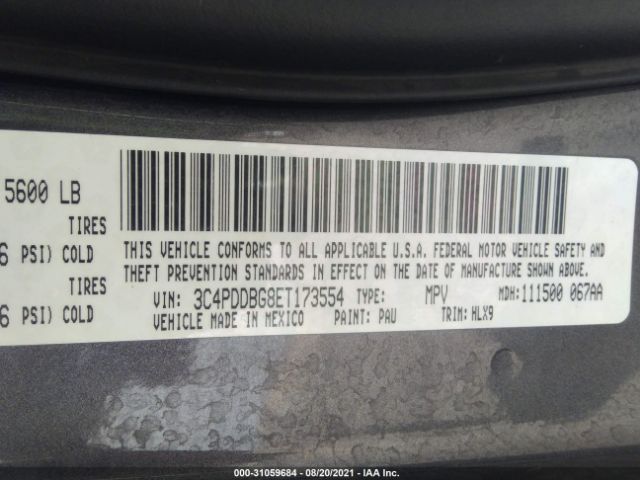 5600 LB
TIRES
6 PSI) COLD
TIRES
6 PSI) COLD
THIS VEHICLE CONFORMS TO ALL APPLICABLE U.S.A. FEDERAL MOTOR VEHICLE SAFETY AND
THEFT PREVENTION STANDARDS IN EFFECT ON THE DATE OF MANUFACTURE SHOWN ABOVE.
VIN: 3C4PDDBG8ET173554 TYPE: MPV MDH: 111500 067AA
VEHICLE MADE IN MEXICO PAINT: PAU TRIM: HLX9
000-31059684 - 08/20/2021 - IAA Inc.